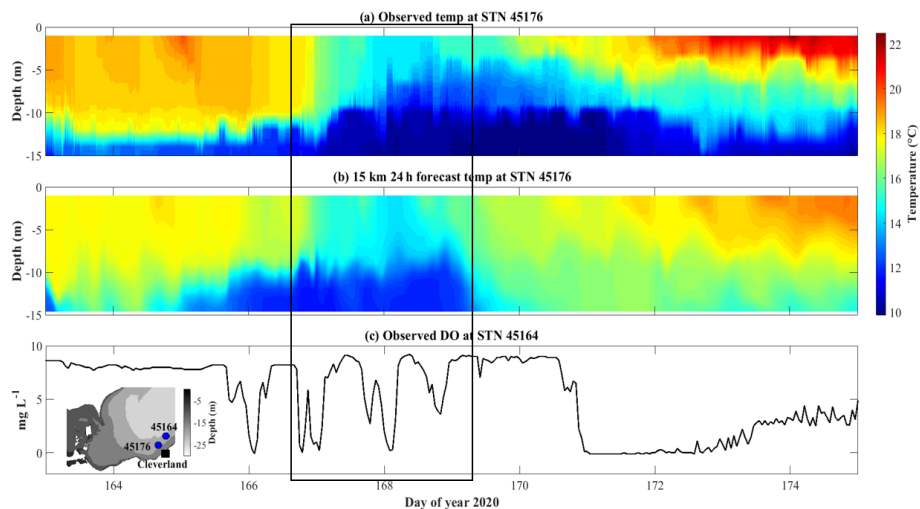 (a) Observed temp at STN 45176
0
-5
-10
-15
Depth (m)
(b) 15 km 24 h forecast temp at STN 45176
0
-5
-10
-15
Depth (m)
22
20
18
16
14
12
10
Temperature (°C)
(c) Observed DO at STN 45164
10
5
0
mg L-1
-5
-15
-25
Depth (m)
45164
45176
Cleverland
164 166 168 170 172 174
Day of year 2020